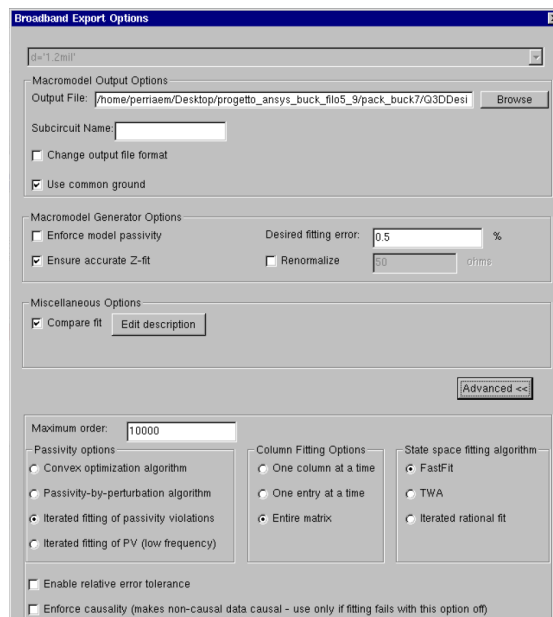 Broadband Export Options
d='1.2mil'
Macromodel Output Options
Output File: /home/perriaem/Desktop/progetto_ansys_buck_filo5_9/pack_buck7/Q3DDesi Browse
Subcircuit Name:
Change output file format
Use common ground
Macromodel Generator Options
Enforce model passivity Desired fitting error: 0.5 %
Ensure accurate Z-fit Renormalize 50 ohms
Miscellaneous Options
Compare fit Edit description
Advanced <<
Maximum order: 10000
Passivity options Column Fitting Options State space fitting algorithm
Convex optimization algorithm One column at a time FastFit
Passivity-by-perturbation algorithm One entry at a time TWA
Iterated fitting of passivity violations Entire matrix Iterated rational fit
Iterated fitting of PV (low frequency)
Enable relative error tolerance
Enforce causality (makes non-causal data causal - use only if fitting fails with this option off)